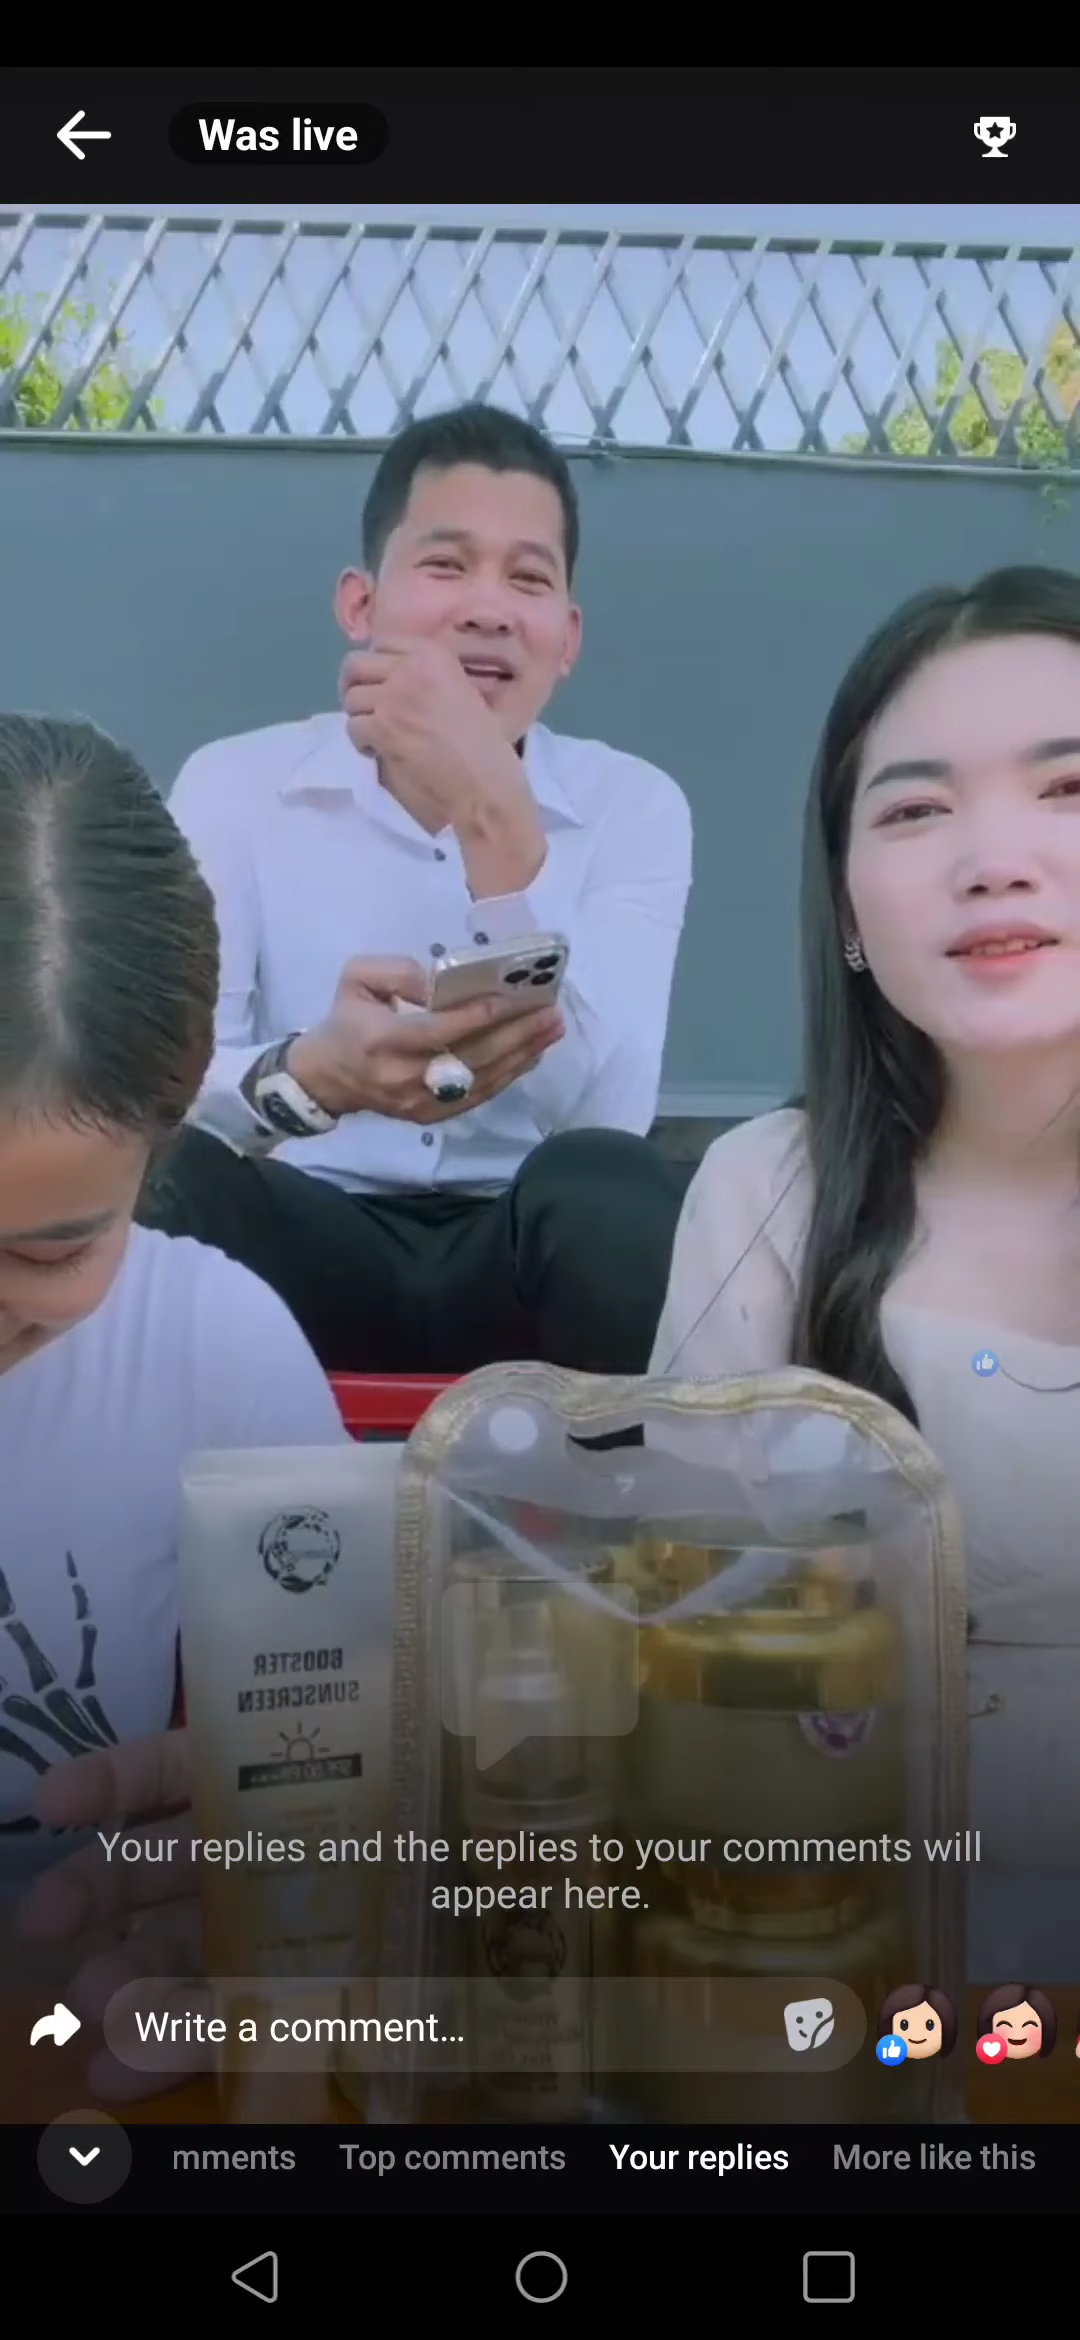 Was live
BOOSTER
SUNSCREEN
Your replies and the replies to your comments will
appear here.
Write a comment...
mments
Top comments
Your replies
More like this